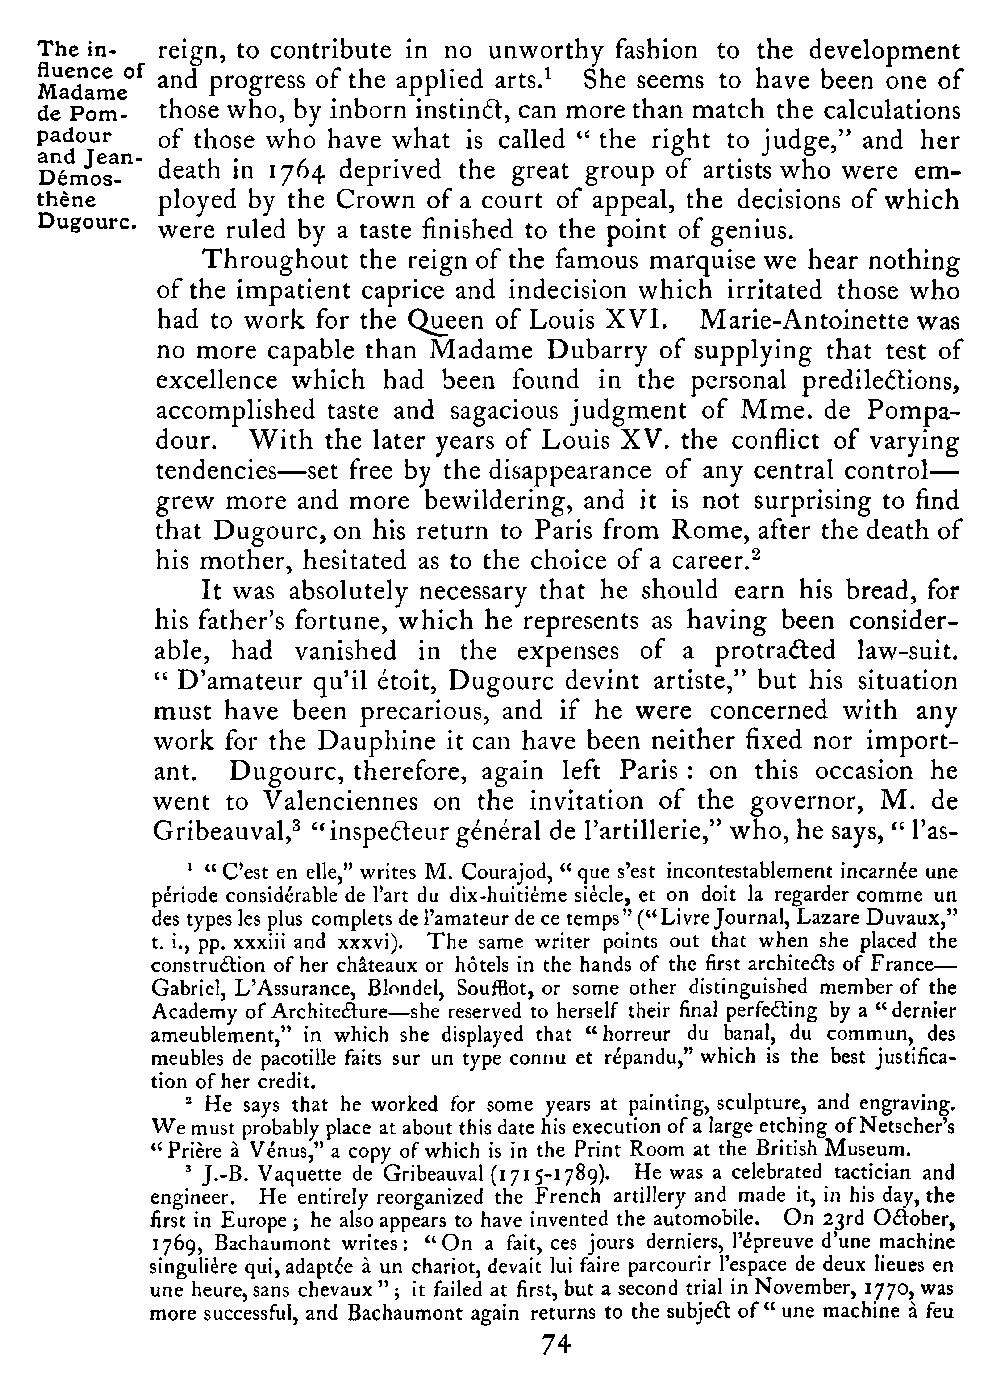 The in-
fluence of
Madame
de Pom-
padour
and Jean-
Démos-
thène
Dugourc.
reign, to contribute in no unworthy fashion to the development
and progress of the applied arts.¹ She seems to have been one of
those who, by inborn instinct, can more than match the calculations
of those who have what is called “ the right to judge,” and her
death in 1764 deprived the great group of artists who were em-
ployed by the Crown of a court of appeal, the decisions of which
were ruled by a taste finished to the point of genius.
Throughout the reign of the famous marquise we hear nothing
of the impatient caprice and indecision which irritated those who
had to work for the Queen of Louis XVI. Marie-Antoinette was
no more capable than Madame Dubarry of supplying that test of
excellence which had been found in the personal predilections,
accomplished taste and sagacious judgment of Mme. de Pompa-
dour. With the later years of Louis XV. the conflict of varying
tendencies—set free by the disappearance of any central control—
grew more and more bewildering, and it is not surprising to find
that Dugourc, on his return to Paris from Rome, after the death of
his mother, hesitated as to the choice of a career.²
It was absolutely necessary that he should earn his bread, for
his father’s fortune, which he represents as having been consider-
able, had vanished in the expenses of a protracted law-suit.
“ D’amateur qu’il étoit, Dugourc devint artiste,” but his situation
must have been precarious, and if he were concerned with any
work for the Dauphine it can have been neither fixed nor import-
ant. Dugourc, therefore, again left Paris : on this occasion he
went to Valenciennes on the invitation of the governor, M. de
Gribeauval,³ “inspecteur général de l’artillerie,” who, he says, “ l’as-
¹ “ C’est en elle,” writes M. Courajod, “ que s’est incontestablement incarnée une
période considérable de l’art du dix-huitième siècle, et on doit la regarder comme un
des types les plus complets de l’amateur de ce temps” (“Livre Journal, Lazare Duvaux,”
t. i., pp. xxxiii and xxxvi). The same writer points out that when she placed the
construction of her châteaux or hôtels in the hands of the first architects of France—
Gabriel, L’Assurance, Blondel, Soufflot, or some other distinguished member of the
Academy of Architecture—she reserved to herself their final perfecting by a “ dernier
ameublement,” in which she displayed that “ horreur du banal, du commun, des
meubles de pacotille faits sur un type connu et répandu,” which is the best justifica-
tion of her credit.
² He says that he worked for some years at painting, sculpture, and engraving.
We must probably place at about this date his execution of a large etching of Netscher’s
“ Prière à Vénus,” a copy of which is in the Print Room at the British Museum.
³ J.-B. Vaquette de Gribeauval (1715-1789). He was a celebrated tactician and
engineer. He entirely reorganized the French artillery and made it, in his day, the
first in Europe ; he also appears to have invented the automobile. On 23rd October,
1769, Bachaumont writes : “ On a fait, ces jours derniers, l’épreuve d’une machine
singulière qui, adaptée à un chariot, devait lui faire parcourir l’espace de deux lieues en
une heure, sans chevaux ” ; it failed at first, but a second trial in November, 1770, was
more successful, and Bachaumont again returns to the subject of “ une machine à feu
74